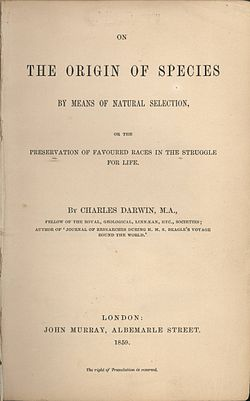 ON
THE ORIGIN OF SPECIES
BY MEANS OF NATURAL SELECTION,
OR THE
PRESERVATION OF FAVOURED RACES IN THE STRUGGLE
FOR LIFE.
BY CHARLES DARWIN, M.A.,
FELLOW OF THE ROYAL, GEOLOGICAL, LINNÆAN, ETC., SOCIETIES;
AUTHOR OF 'JOURNAL OF RESEARCHES DURING H. M. S. BEAGLE'S VOYAGE
ROUND THE WORLD.'
LONDON:
JOHN MURRAY, ALBEMARLE STREET.
1859.
The right of Translation is reserved.